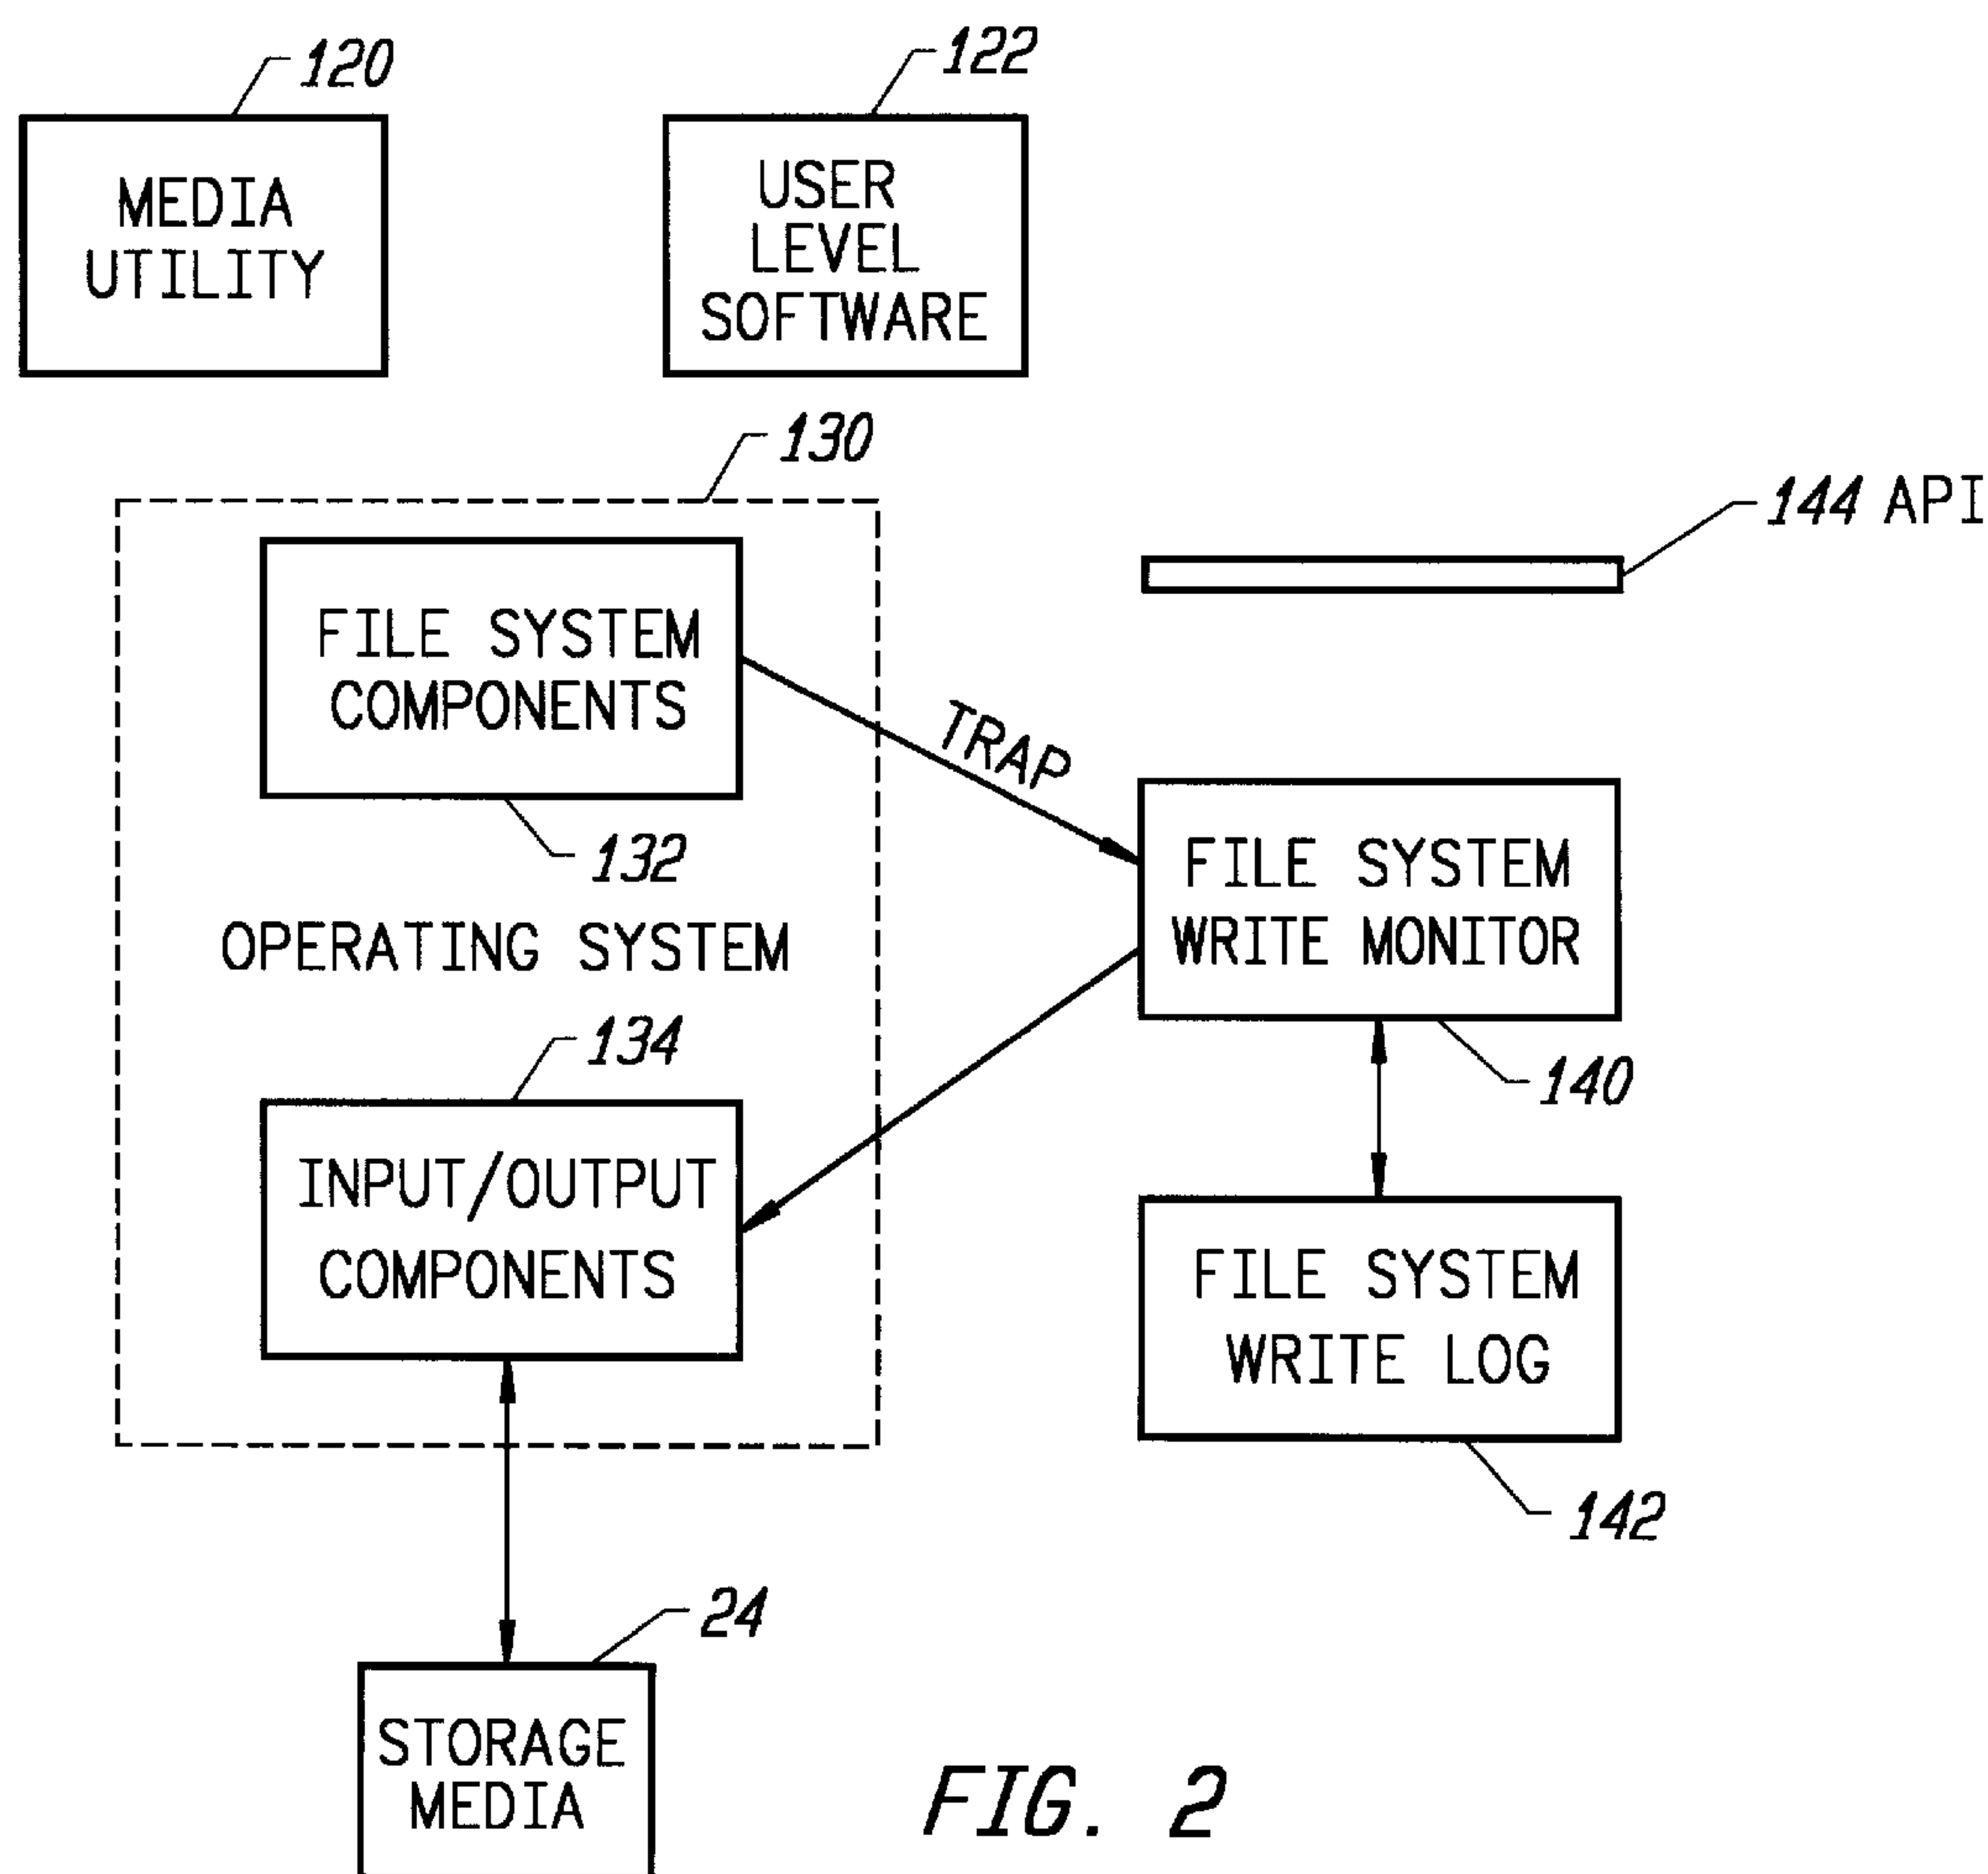 120
MEDIA
UTILITY
122
USER
LEVEL
SOFTWARE
130
144 API
FILE SYSTEM
COMPONENTS
132
TRAP
OPERATING SYSTEM
FILE SYSTEM
WRITE MONITOR
140
134
INPUT/OUTPUT
COMPONENTS
FILE SYSTEM
WRITE LOG
142
24
STORAGE
MEDIA
FIG. 2